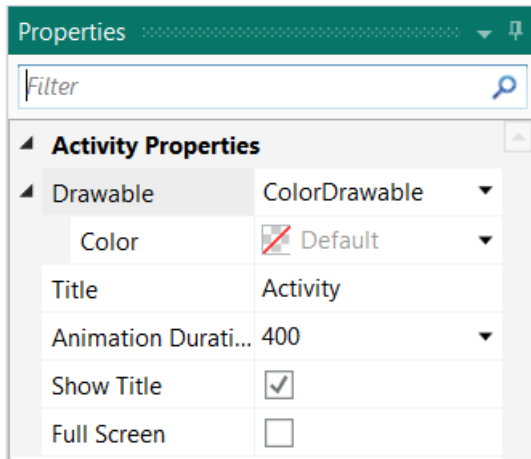 Properties
Filter
Activity Properties
Drawable ColorDrawable
Color Default
Title Activity
Animation Durati... 400
Show Title
Full Screen